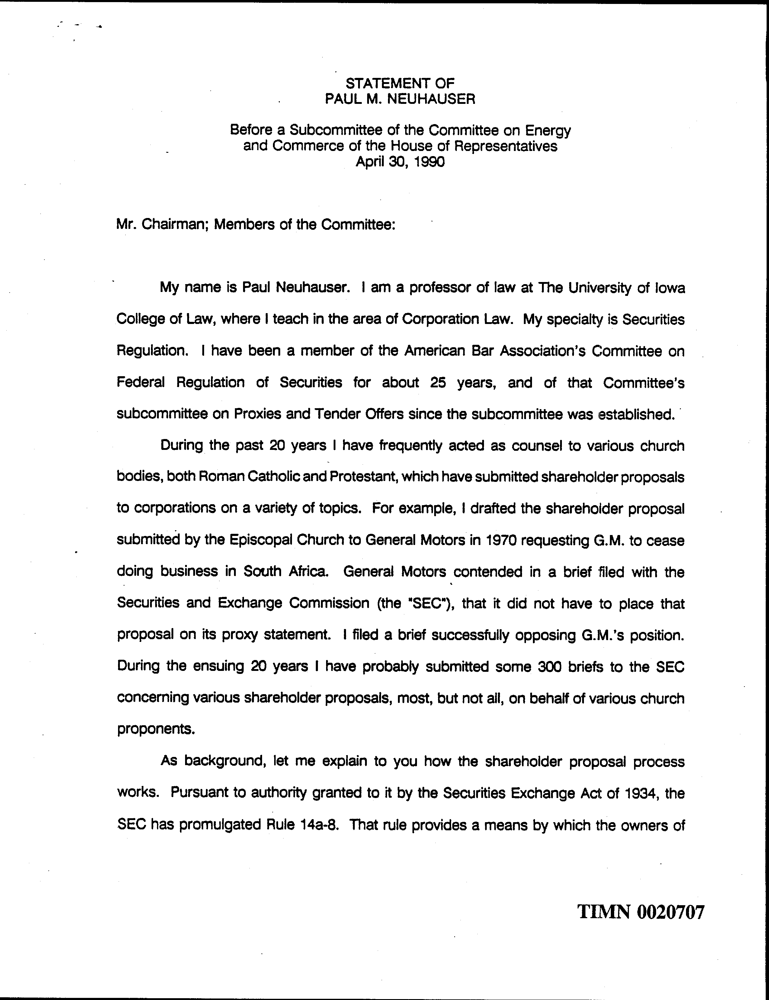 STATEMENT OF
PAUL M. NEUHAUSER
Before a Subcommittee of the Committee on Energy
and Commerce of the House of Representatives
April 30, 1990
Mr. Chairman; Members of the Committee:
My name is Paul Neuhauser. I am a professor of law at The University of Iowa
College of Law, where I teach in the area of Corporation Law. My specialty is Securities
Regulation. I have been a member of the American Bar Association's Committee on
Federal Regulation of Securities for about 25 years, and of that Committee's
subcommittee on Proxies and Tender Offers since the subcommittee was established.
During the past 20 years I have frequently acted as counsel to various church
bodies, both Roman Catholic and Protestant, which have submitted shareholder proposals
to corporations on a variety of topics. For example, I drafted the shareholder proposal
submitted by the Episcopal Church to General Motors in 1970 requesting G.M. to cease
doing business in South Africa. General Motors contended in a brief filed with the
Securities and Exchange Commission (the "SEC"), that it did not have to place that
proposal on its proxy statement. I filed a brief successfully opposing G.M.'s position.
During the ensuing 20 years I have probably submitted some 300 briefs to the SEC
concerning various shareholder proposals, most, but not all, on behalf of various church
proponents.
As background, let me explain to you how the shareholder proposal process
works. Pursuant to authority granted to it by the Securities Exchange Act of 1934, the
SEC has promulgated Rule 14a-8. That rule provides a means by which the owners of
TIMN 0020707